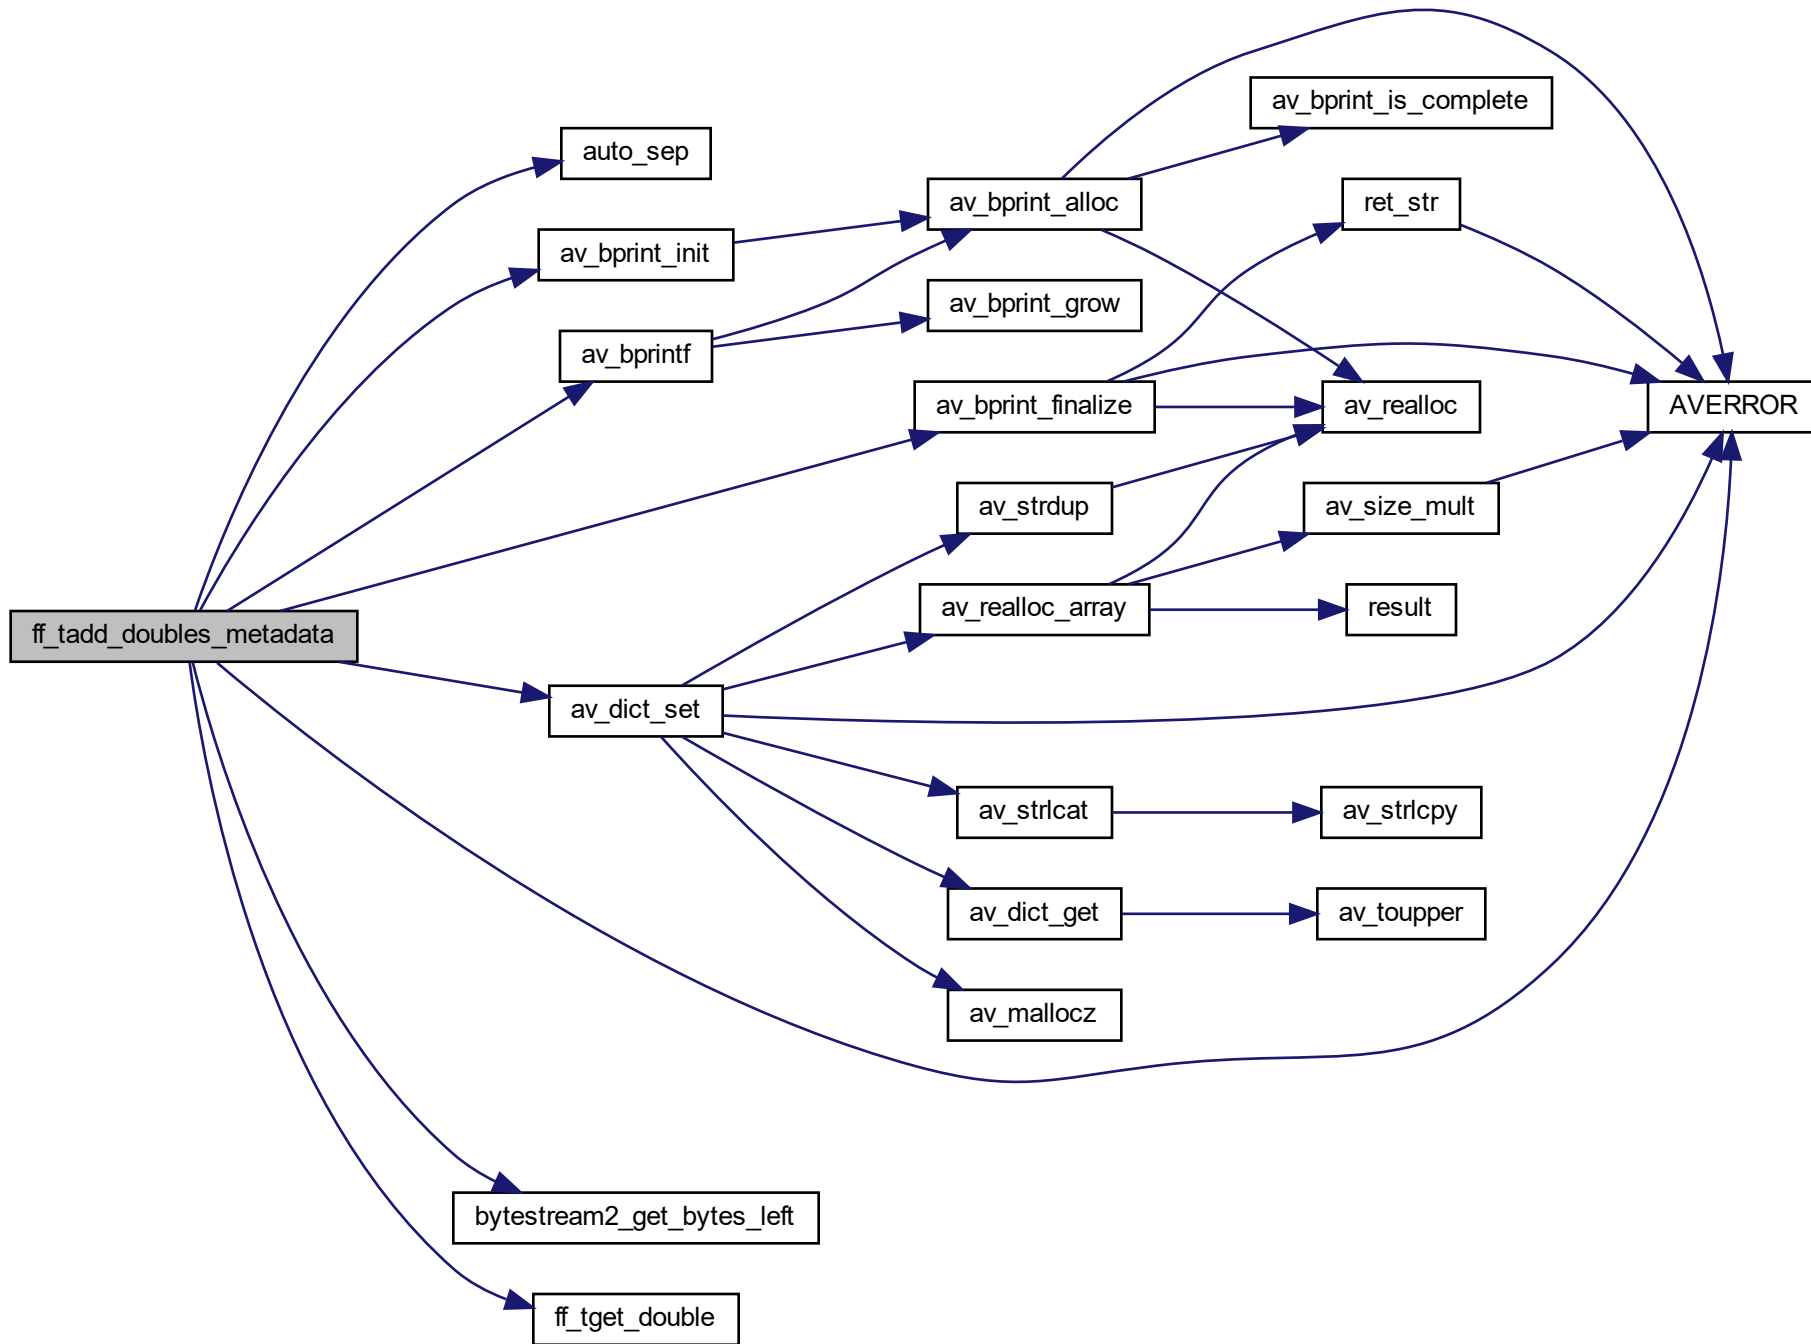 ff_tadd_doubles_metadata
auto_sep
av_bprint_init
av_bprintf
av_bprint_finalize
av_dict_set
bytestream2_get_bytes_left
ff_tget_double
av_bprint_alloc
av_bprint_grow
av_strdup
av_realloc_array
av_strlcat
av_dict_get
av_mallocz
av_bprint_is_complete
ret_str
av_realloc
av_size_mult
result
av_strlcpy
av_toupper
AVERROR